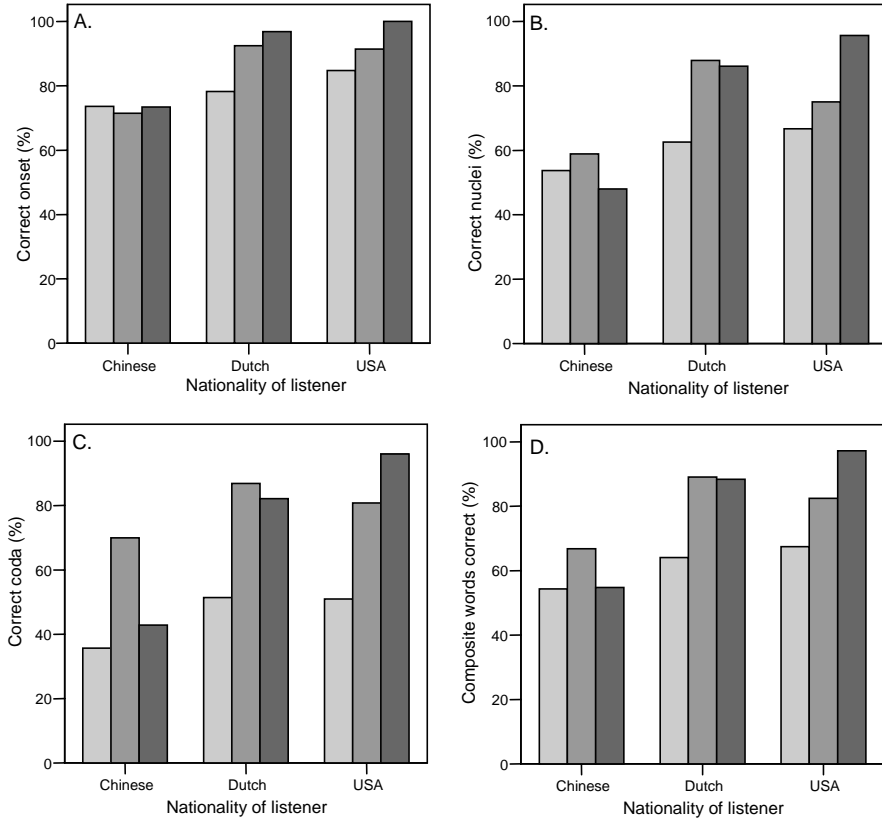 A.
Correct onset (%)
100
80
60
40
20
0
Chinese
Dutch
USA
Nationality of listener
B.
Correct nuclei (%)
100
80
60
40
20
0
Chinese
Dutch
USA
Nationality of listener
C.
Correct coda (%)
100
80
60
40
20
0
Chinese
Dutch
USA
Nationality of listener
D.
Composite words correct (%)
100
80
60
40
20
0
Chinese
Dutch
USA
Nationality of listener